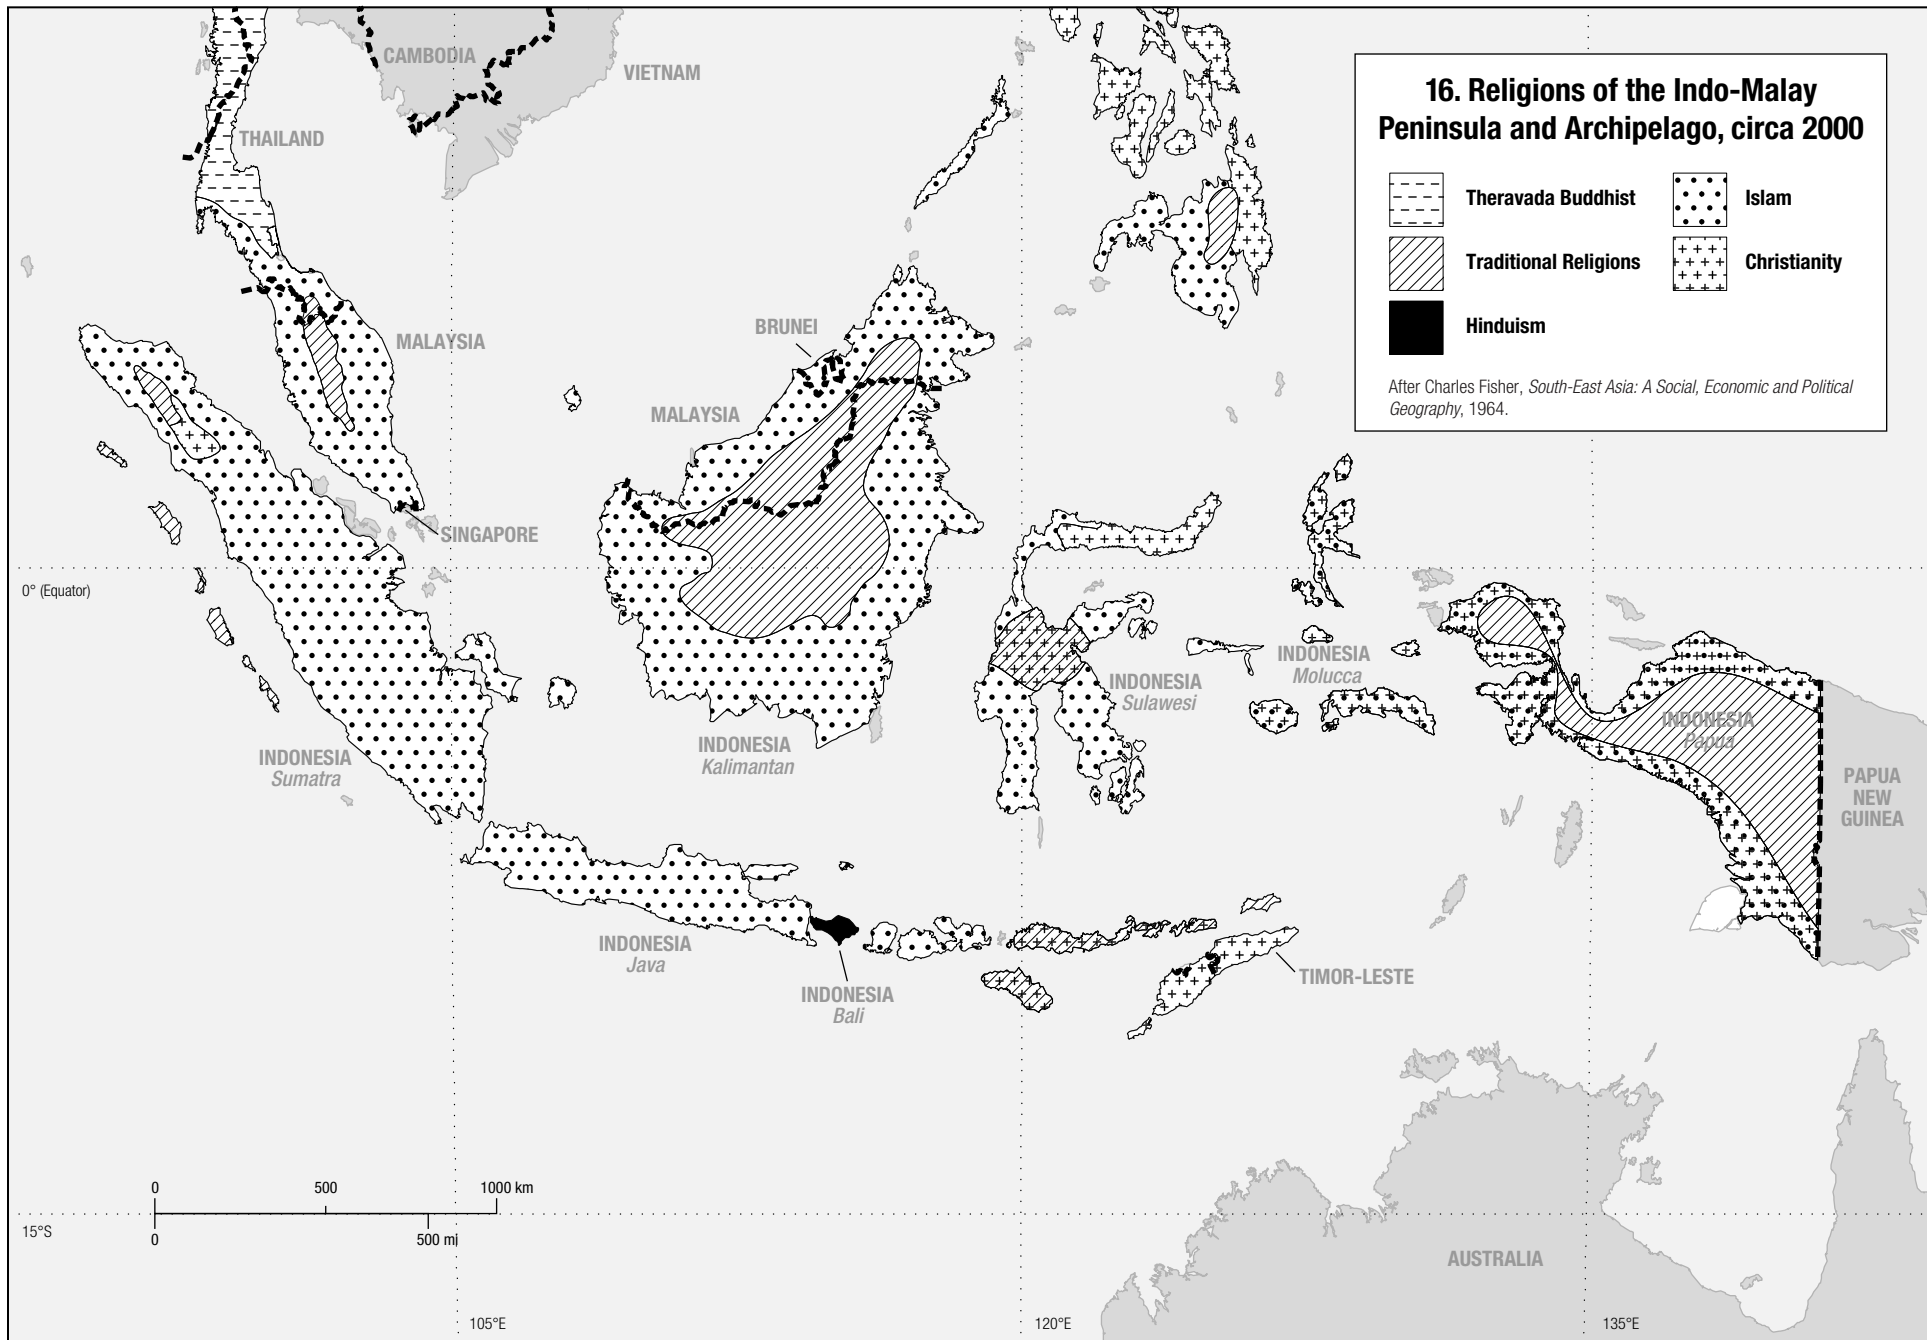 16. Religions of the Indo-Malay
Peninsula and Archipelago, circa 2000
Theravada Buddhist
Islam
Traditional Religions
Christianity
Hinduism
After Charles Fisher, South-East Asia: A Social, Economic and Political
Geography, 1964.
CAMBODIA
VIETNAM
THAILAND
BRUNEI
MALAYSIA
MALAYSIA
SINGAPORE
0° (Equator)
INDONESIA
Molucca
INDONESIA
Sulawesi
INDONESIA
Papua
INDONESIA
Kalimantan
INDONESIA
Sumatra
PAPUA
NEW
GUINEA
INDONESIA
Java
INDONESIA
Bali
TIMOR-LESTE
0 500 1000 km
0 500 mi
15°S
AUSTRALIA
105°E
120°E
135°E